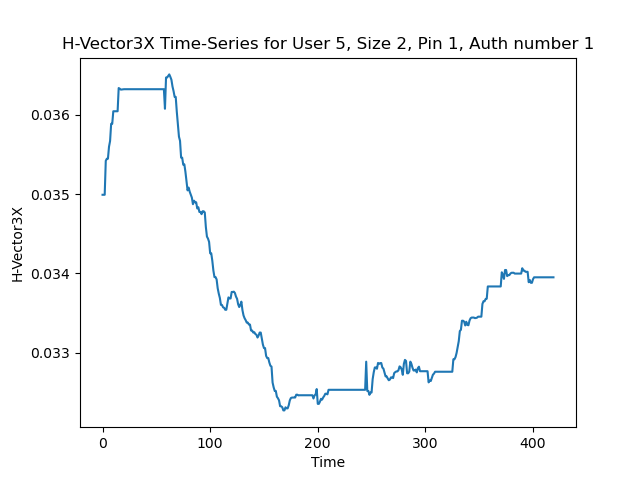 H-Vector3X Time-Series for User 5, Size 2, Pin 1, Auth number 1
H-Vector3X
0.036
0.035
0.034
0.033
0 100 200 300 400
Time